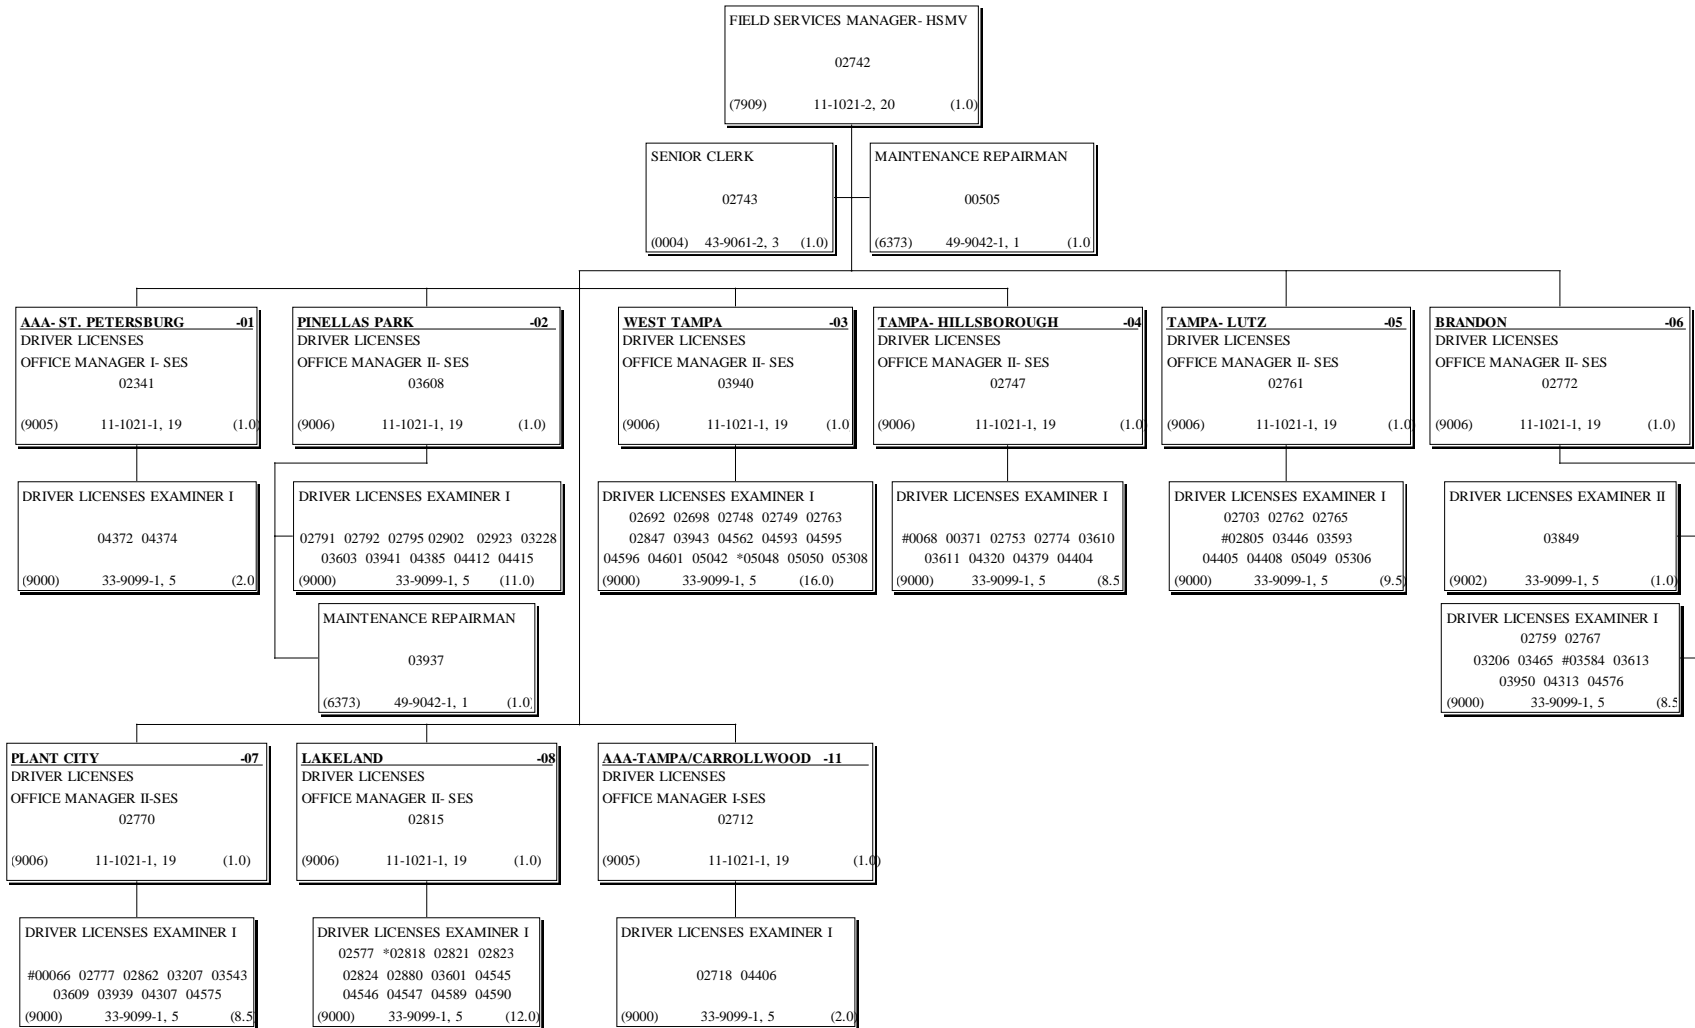 FIELD SERVICES MANAGER- HSMV
02742
(7909) 11-1021-2, 20 (1.0)
SENIOR CLERK
02743
(0004) 43-9061-2, 3 (1.0)
MAINTENANCE REPAIRMAN
00505
(6373) 49-9042-1, 1 (1.0
AAA- ST. PETERSBURG -01
DRIVER LICENSES
OFFICE MANAGER I- SES
02341
(9005) 11-1021-1, 19 (1.0)
PINELLAS PARK -02
DRIVER LICENSES
OFFICE MANAGER II- SES
03608
(9006) 11-1021-1, 19 (1.0)
WEST TAMPA -03
DRIVER LICENSES
OFFICE MANAGER II- SES
03940
(9006) 11-1021-1, 19 (1.0
TAMPA- HILLSBOROUGH -04
DRIVER LICENSES
OFFICE MANAGER II- SES
02747
(9006) 11-1021-1, 19 (1.0)
TAMPA- LUTZ -05
DRIVER LICENSES
OFFICE MANAGER II- SES
02761
(9006) 11-1021-1, 19 (1.0)
BRANDON -06
DRIVER LICENSES
OFFICE MANAGER II- SES
02772
(9006) 11-1021-1, 19 (1.0)
DRIVER LICENSES EXAMINER I
04372 04374
(9000) 33-9099-1, 5 (2.0
DRIVER LICENSES EXAMINER I
02791 02792 02795 02902 02923 03228
03603 03941 04385 04412 04415
(9000) 33-9099-1, 5 (11.0)
MAINTENANCE REPAIRMAN
03937
(6373) 49-9042-1, 1 (1.0)
DRIVER LICENSES EXAMINER I
02692 02698 02748 02749 02763
02847 03943 04562 04593 04595
04596 04601 05042 *05048 05050 05308
(9000) 33-9099-1, 5 (16.0)
DRIVER LICENSES EXAMINER I
#0068 00371 02753 02774 03610
03611 04320 04379 04404
(9000) 33-9099-1, 5 (8.5
DRIVER LICENSES EXAMINER I
02703 02762 02765
#02805 03446 03593
04405 04408 05049 05306
(9000) 33-9099-1, 5 (9.5)
DRIVER LICENSES EXAMINER II
03849
(9002) 33-9099-1, 5 (1.0)
DRIVER LICENSES EXAMINER I
02759 02767
03206 03465 #03584 03613
03950 04313 04576
(9000) 33-9099-1, 5 (8.5
PLANT CITY -07
DRIVER LICENSES
OFFICE MANAGER II-SES
02770
(9006) 11-1021-1, 19 (1.0)
LAKELAND -08
DRIVER LICENSES
OFFICE MANAGER II- SES
02815
(9006) 11-1021-1, 19 (1.0)
AAA-TAMPA/CARROLLWOOD -11
DRIVER LICENSES
OFFICE MANAGER I-SES
02712
(9005) 11-1021-1, 19 (1.0)
DRIVER LICENSES EXAMINER I
#00066 02777 02862 03207 03543
03609 03939 04307 04575
(9000) 33-9099-1, 5 (8.5
DRIVER LICENSES EXAMINER I
02577 *02818 02821 02823
02824 02880 03601 04545
04546 04547 04589 04590
(9000) 33-9099-1, 5 (12.0)
DRIVER LICENSES EXAMINER I
02718 04406
(9000) 33-9099-1, 5 (2.0)